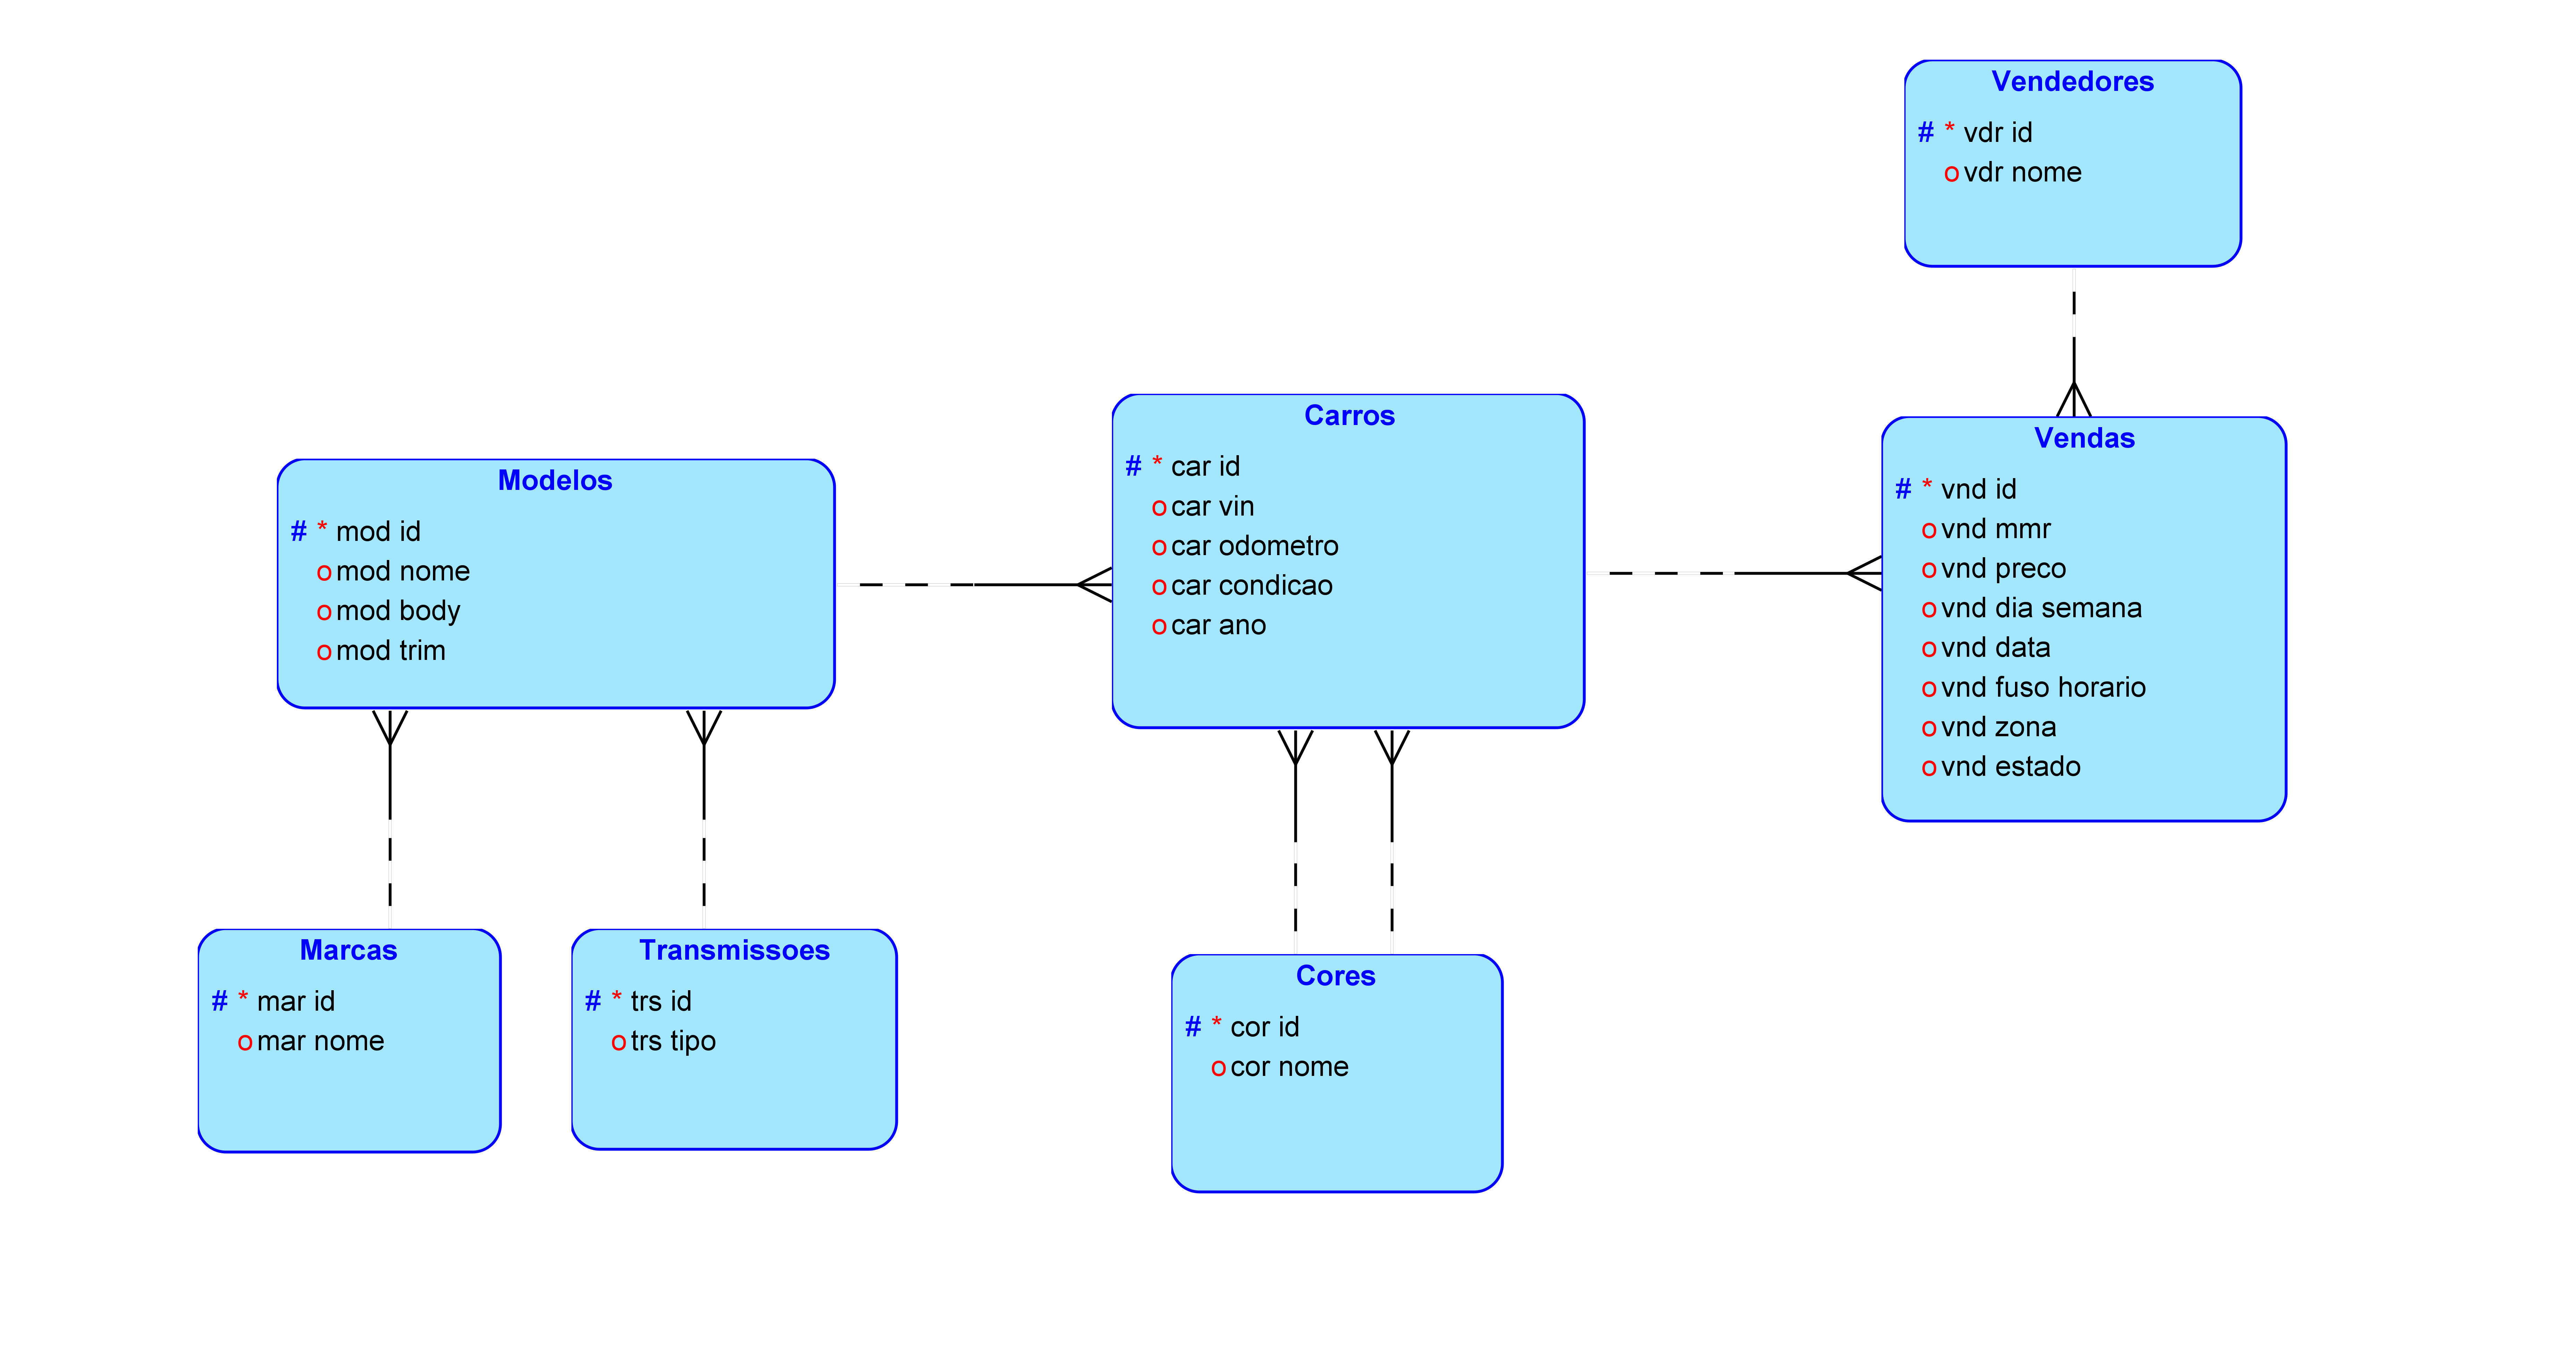 Vendedores
# * vdr id
o vdr nome
Carros
# * car id
o car vin
o car odometro
o car condicao
o car ano
Vendas
# * vnd id
o vnd mmr
o vnd preco
o vnd dia semana
o vnd data
o vnd fuso horario
o vnd zona
o vnd estado
Modelos
# * mod id
o mod nome
o mod body
o mod trim
Marcas
# * mar id
o mar nome
Transmissoes
# * trs id
o trs tipo
Cores
# * cor id
o cor nome